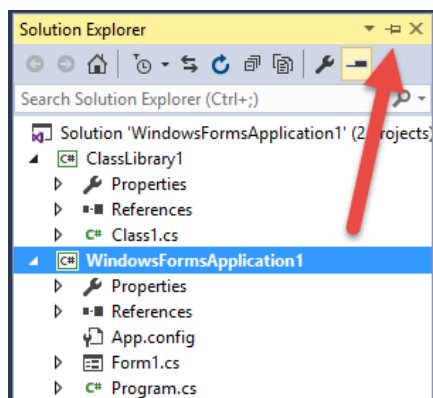 Solution Explorer
Search Solution Explorer (Ctrl+;)
Solution 'WindowsFormsApplication1' (2 projects)
C# ClassLibrary1
Properties
References
C# Class1.cs
C# WindowsFormsApplication1
Properties
References
App.config
Form1.cs
C# Program.cs